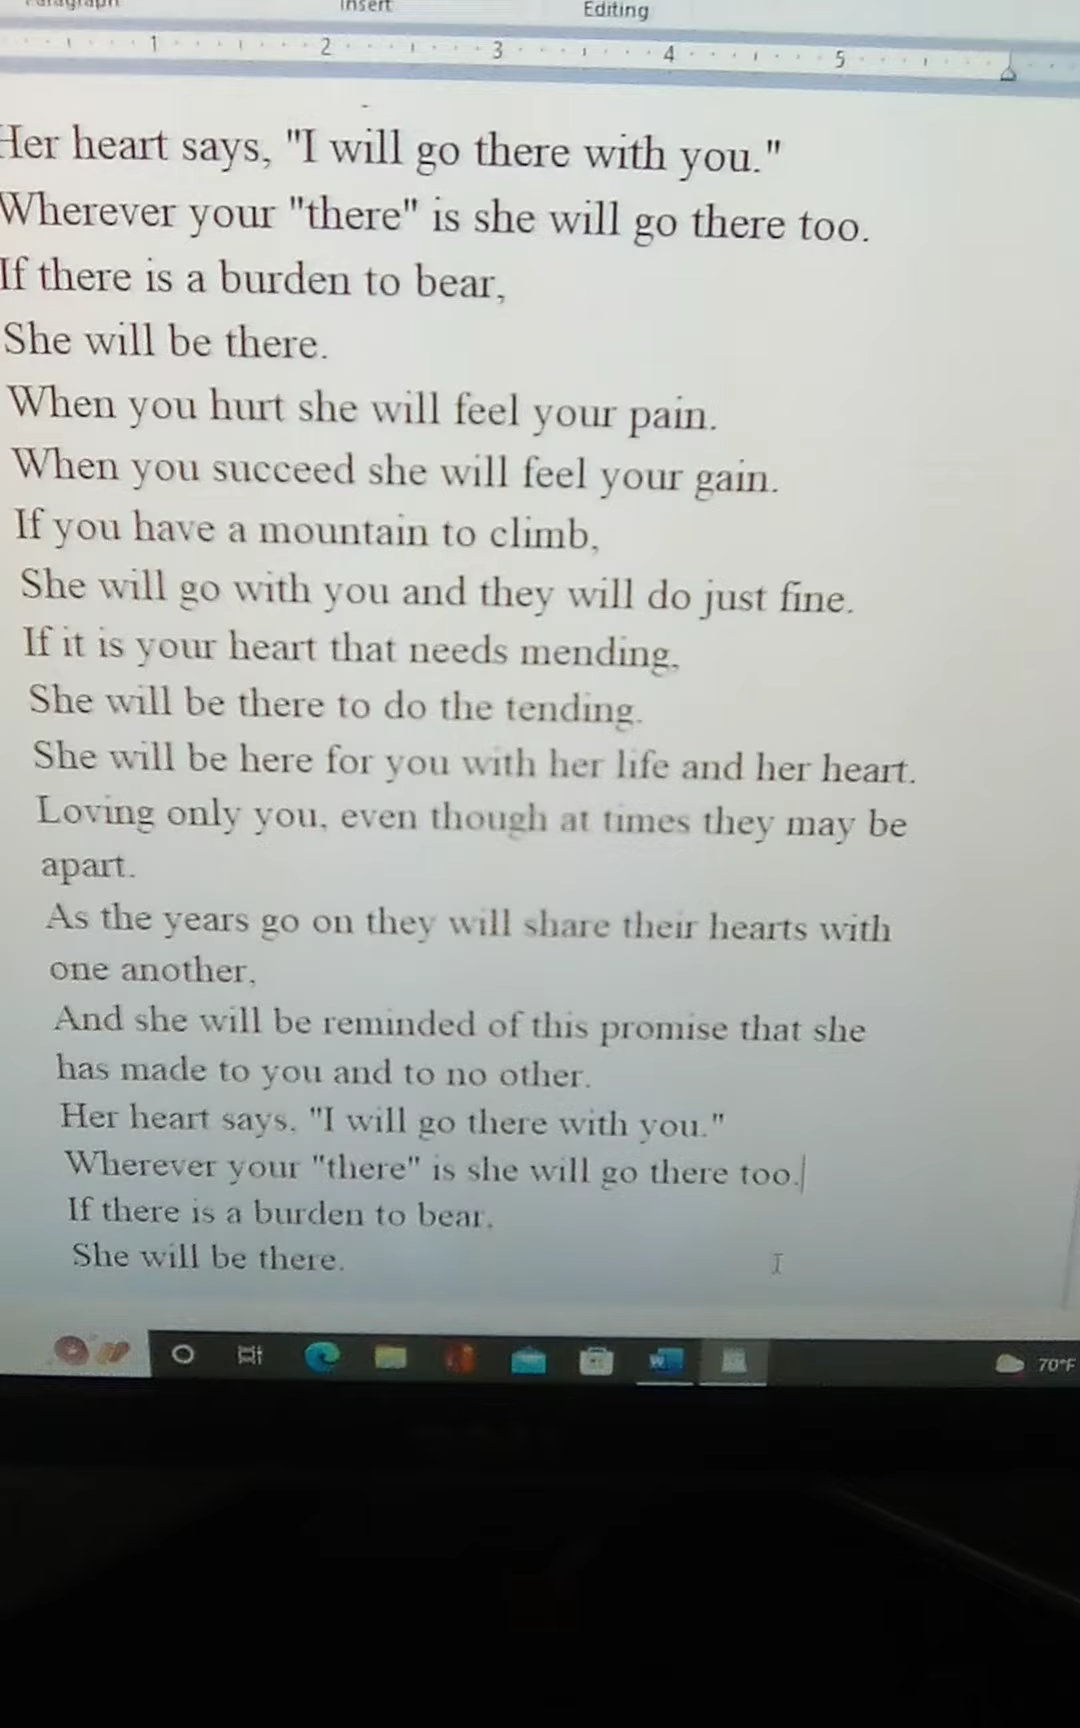 Paragraph
Insert
Editing
1 2 3 4 5
Her heart says, "I will go there with you."
Wherever your "there" is she will go there too.
If there is a burden to bear,
She will be there.
When you hurt she will feel your pain.
When you succeed she will feel your gain.
If you have a mountain to climb,
She will go with you and they will do just fine.
If it is your heart that needs mending,
She will be there to do the tending.
She will be here for you with her life and her heart.
Loving only you, even though at times they may be
apart.
As the years go on they will share their hearts with
one another,
And she will be reminded of this promise that she
has made to you and to no other.
Her heart says, "I will go there with you."
Wherever your "there" is she will go there too.
If there is a burden to bear,
She will be there.
W
70°F